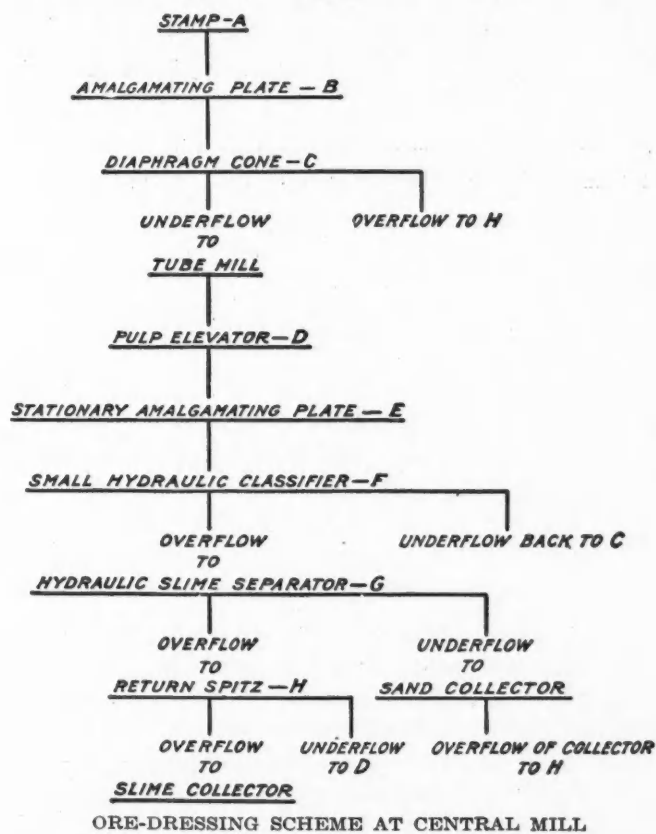 STAMP-A
AMALGAMATING PLATE - B
DIAPHRAGM CONE - C
UNDERFLOW TO
OVERFLOW TO H
TUBE MILL
PULP ELEVATOR - D
STATIONARY AMALGAMATING PLATE - E
SMALL HYDRAULIC CLASSIFIER - F
OVERFLOW TO
UNDERFLOW BACK TO C
HYDRAULIC SLIME SEPARATOR - G
OVERFLOW TO
UNDERFLOW TO
RETURN SPITZ - H
SAND COLLECTOR
OVERFLOW TO
UNDERFLOW TO D
OVERFLOW OF COLLECTOR TO H
SLIME COLLECTOR
ORE-DRESSING SCHEME AT CENTRAL MILL